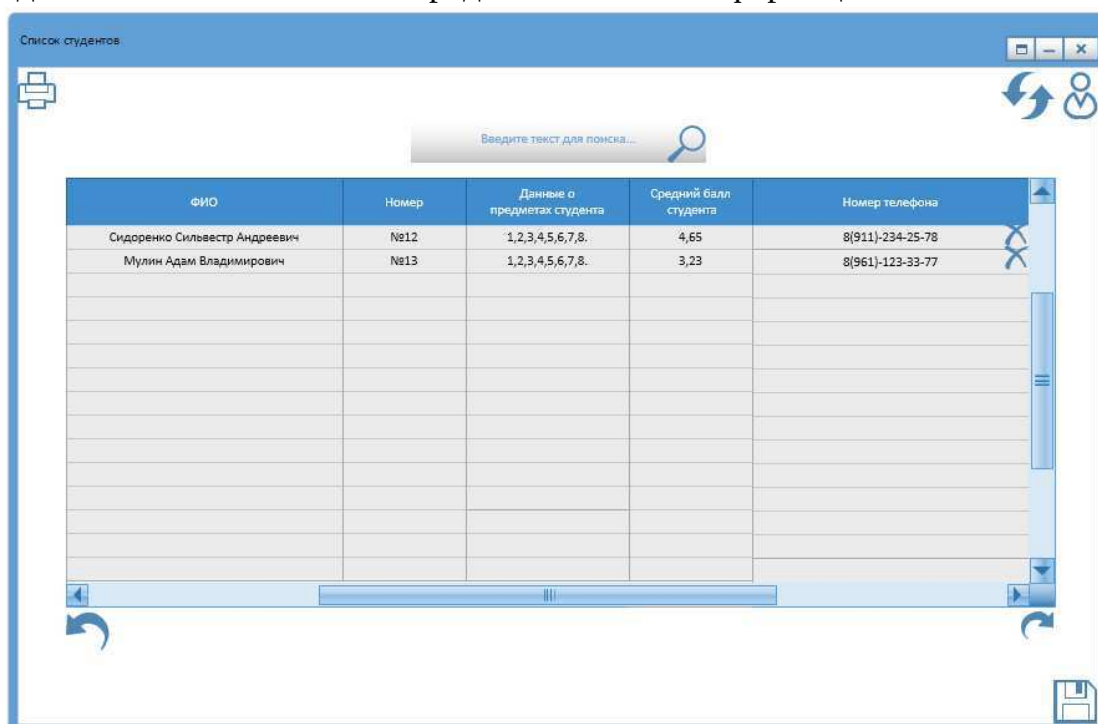 Список студентов
Введите текст для поиска...
ФИО Номер Данные о предметах студента Средний балл студента Номер телефона
Сидоренко Сильвестр Андреевич №12 1,2,3,4,5,6,7,8. 4,65 8(911)-234-25-78
Мулин Адам Владимирович №13 1,2,3,4,5,6,7,8. 3,23 8(961)-123-33-77